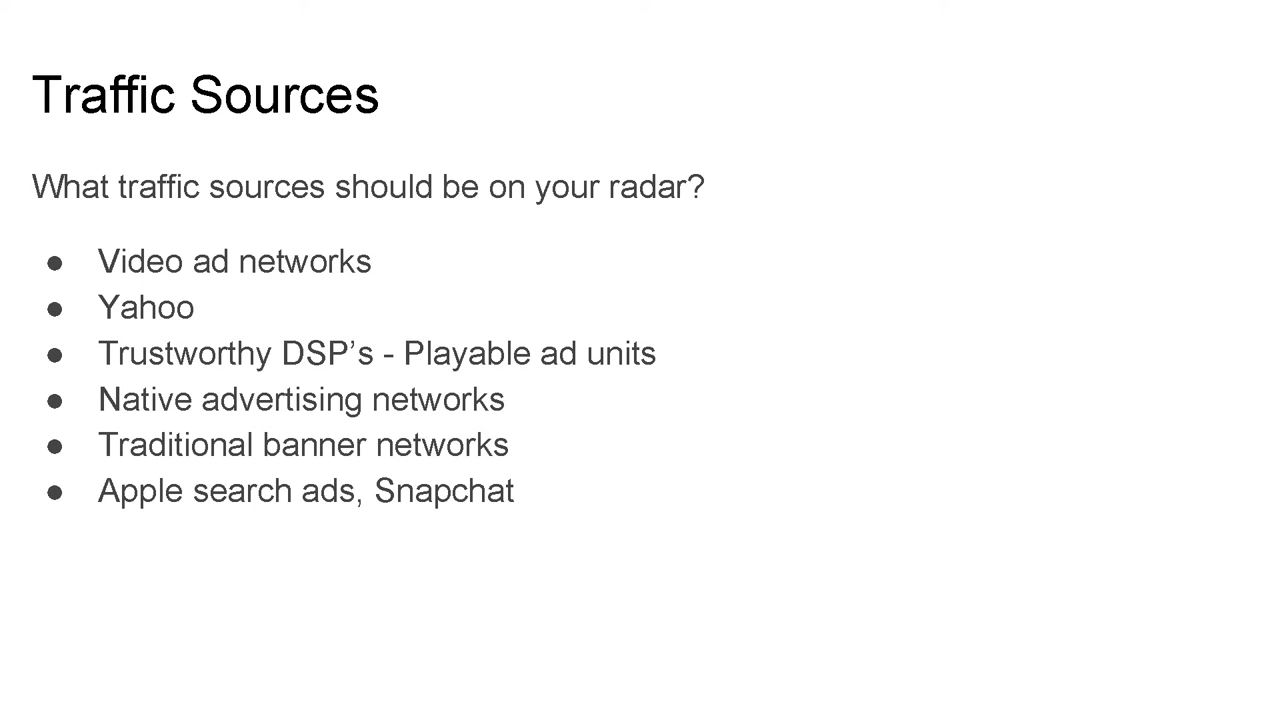 Traffic Sources
What traffic sources should be on your radar?
● Video ad networks
● Yahoo
● Trustworthy DSP’s - Playable ad units
● Native advertising networks
● Traditional banner networks
● Apple search ads, Snapchat